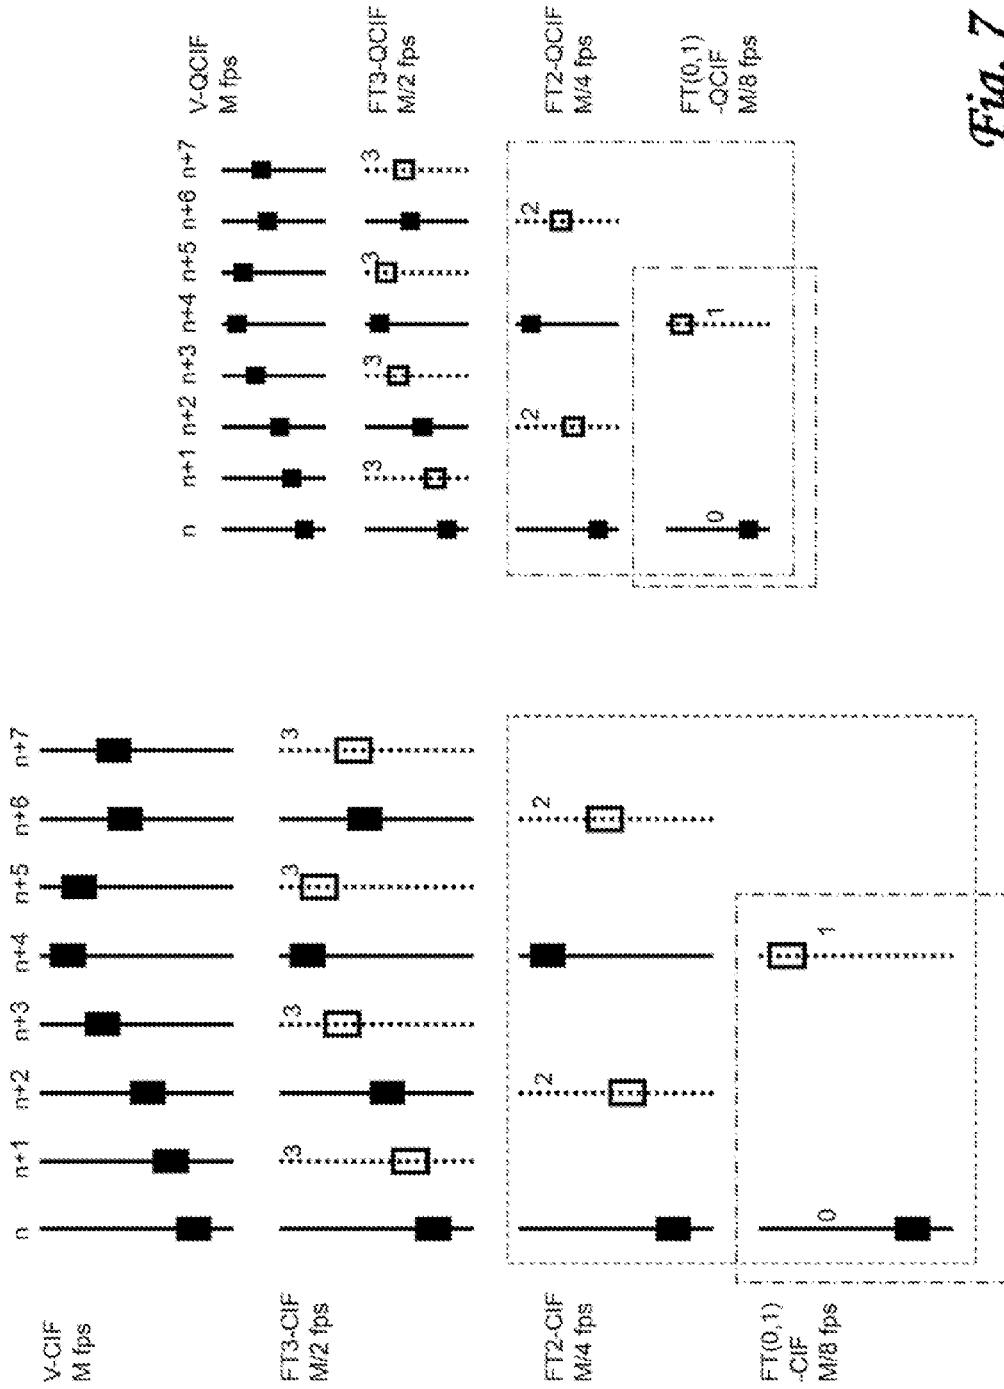 n n+1 n+2 n+3 n+4 n+5 n+6 n+7
V-CIF
M fps
FT3-CIF
M/2 fps
3 3 3 3
FT2-CIF
M/4 fps
2 2
FT(0,1)
-CIF
M/8 fps
0 1
n n+1 n+2 n+3 n+4 n+5 n+6 n+7
V-QCIF
M fps
3 3 3 3
FT3-QCIF
M/2 fps
2 2
FT2-QCIF
M/4 fps
0 1
FT(0,1)
-QCIF
M/8 fps
Fig. 7